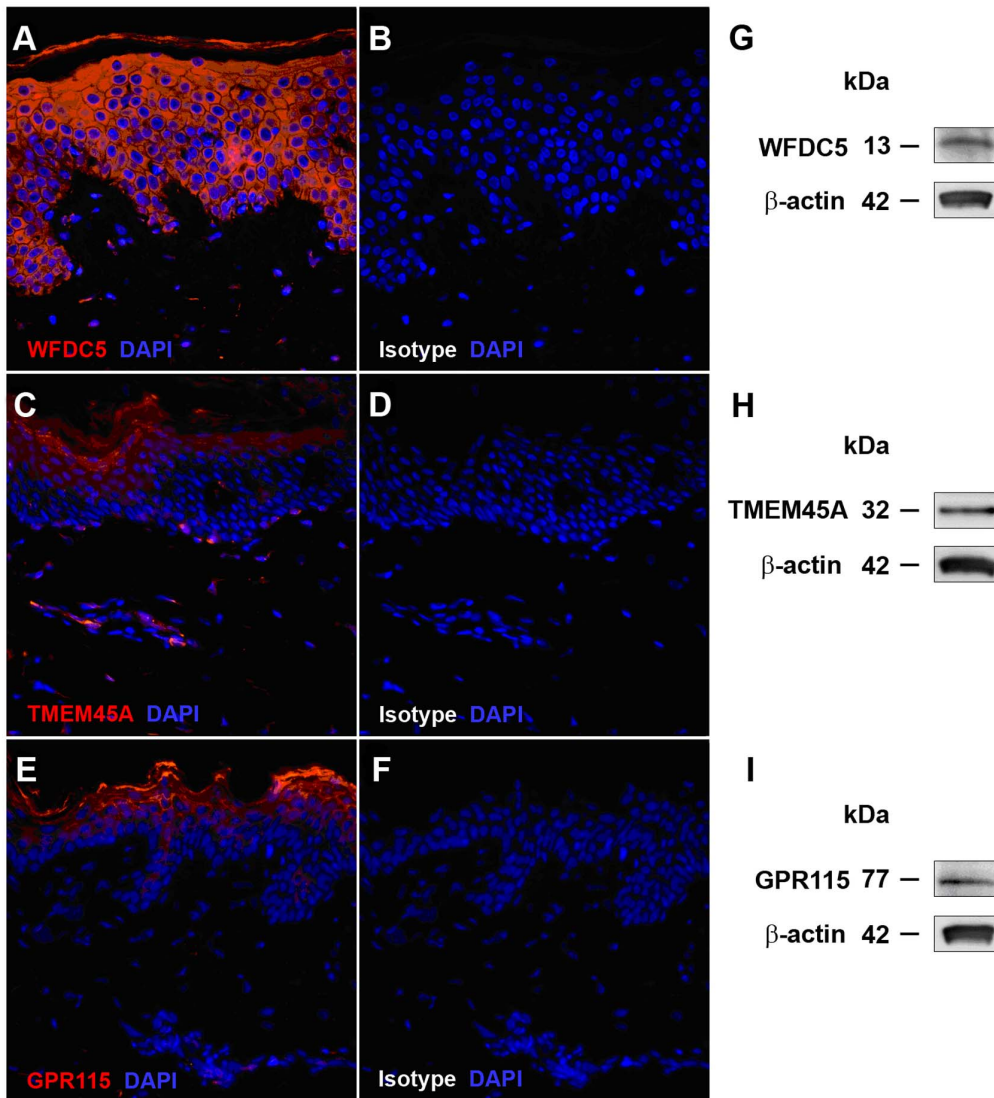 A
WFDC5 DAPI
B
Isotype DAPI
C
TMEM45A DAPI
D
Isotype DAPI
E
GPR115 DAPI
F
Isotype DAPI
G
kDa
WFDC5 13 –
β-actin 42 –
H
kDa
TMEM45A 32 –
β-actin 42 –
I
kDa
GPR115 77 –
β-actin 42 –